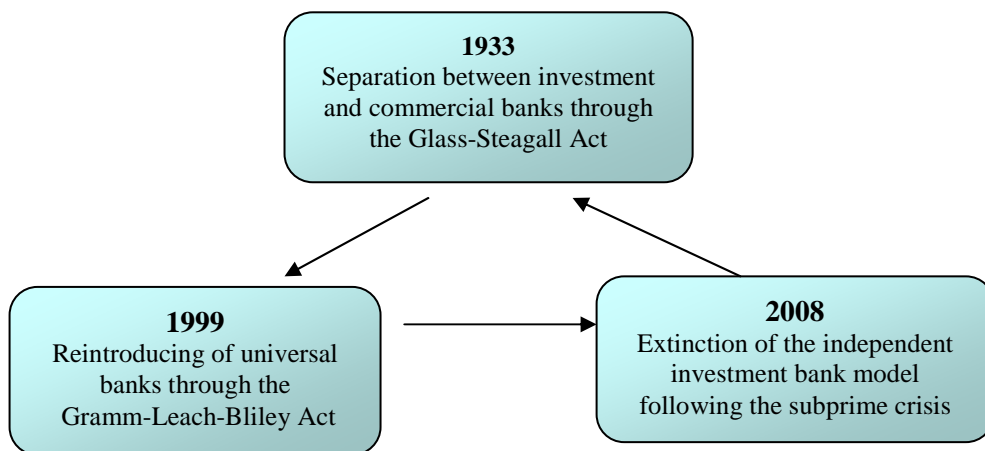 1933
Separation between investment
and commercial banks through
the Glass-Steagall Act
1999
Reintroducing of universal
banks through the
Gramm-Leach-Bliley Act
2008
Extinction of the independent
investment bank model
following the subprime crisis